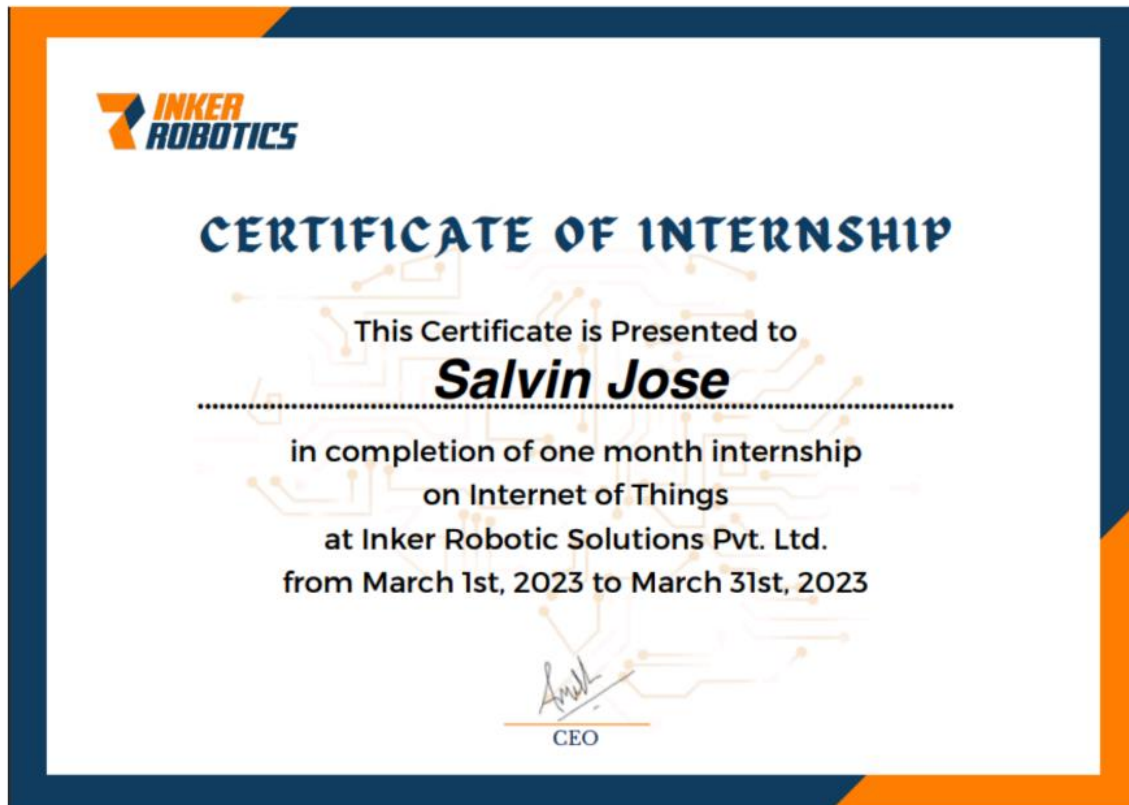 INKER
ROBOTICS
CERTIFICATE OF INTERNSHIP
This Certificate is Presented to
Salvin Jose
in completion of one month internship
on Internet of Things
at Inker Robotic Solutions Pvt. Ltd.
from March 1st, 2023 to March 31st, 2023
CEO